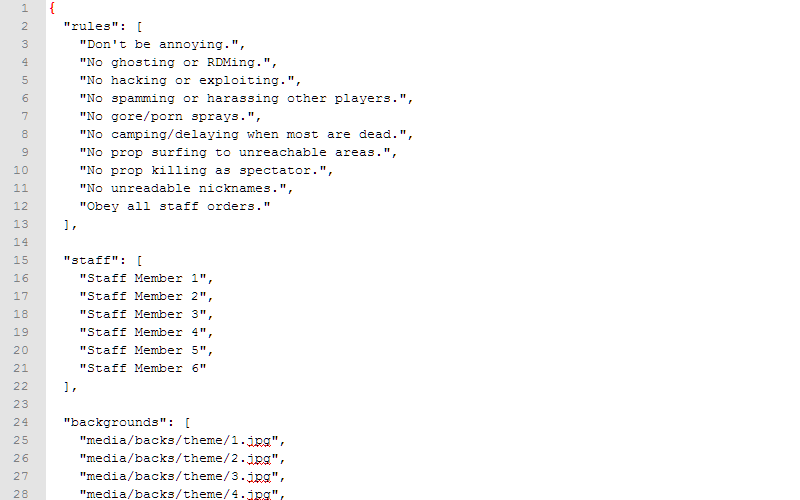 1 {
2 "rules": [
3 "Don't be annoying.",
4 "No ghosting or RDMing.",
5 "No hacking or exploiting.",
6 "No spamming or harassing other players.",
7 "No gore/porn sprays.",
8 "No camping/delaying when most are dead.",
9 "No prop surfing to unreachable areas.",
10 "No prop killing as spectator.",
11 "No unreadable nicknames.",
12 "Obey all staff orders."
13 ],
14
15 "staff": [
16 "Staff Member 1",
17 "Staff Member 2",
18 "Staff Member 3",
19 "Staff Member 4",
20 "Staff Member 5",
21 "Staff Member 6"
22 ],
23
24 "backgrounds": [
25 "media/backs/theme/1.jpg",
26 "media/backs/theme/2.jpg",
27 "media/backs/theme/3.jpg",
28 "media/backs/theme/4.jpg",